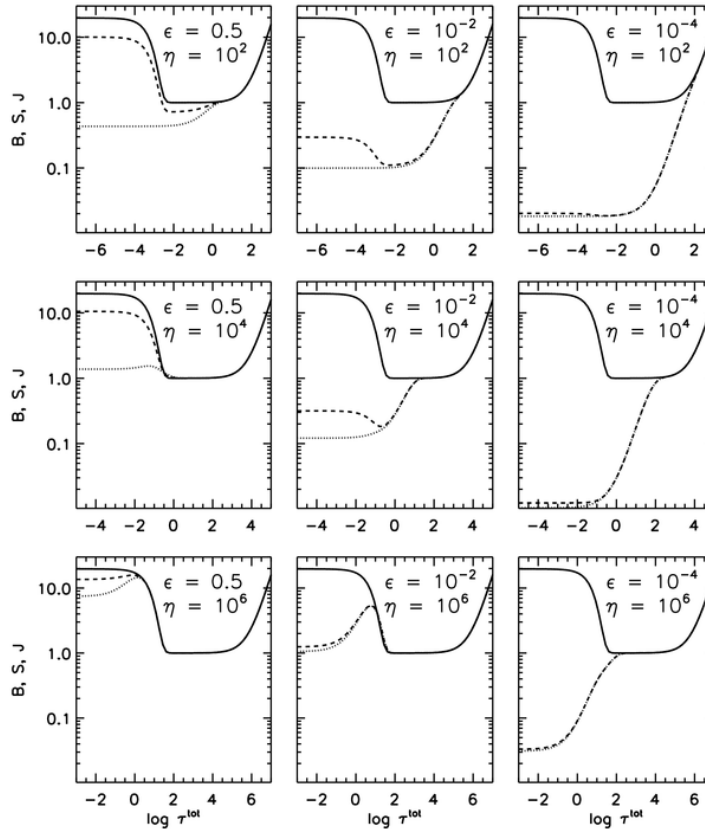 ϵ = 0.5
η = 10²
ϵ = 10⁻²
η = 10²
ϵ = 10⁻⁴
η = 10²
B, S, J
10.0
1.0
0.1
−6 −4 −2 0 2
−6 −4 −2 0 2
−6 −4 −2 0 2
ϵ = 0.5
η = 10⁴
ϵ = 10⁻²
η = 10⁴
ϵ = 10⁻⁴
η = 10⁴
B, S, J
10.0
1.0
0.1
−4 −2 0 2 4
−4 −2 0 2 4
−4 −2 0 2 4
ϵ = 0.5
η = 10⁶
ϵ = 10⁻²
η = 10⁶
ϵ = 10⁻⁴
η = 10⁶
B, S, J
10.0
1.0
0.1
−2 0 2 4 6
−2 0 2 4 6
−2 0 2 4 6
log τᵗᵒᵗ
log τᵗᵒᵗ
log τᵗᵒᵗ